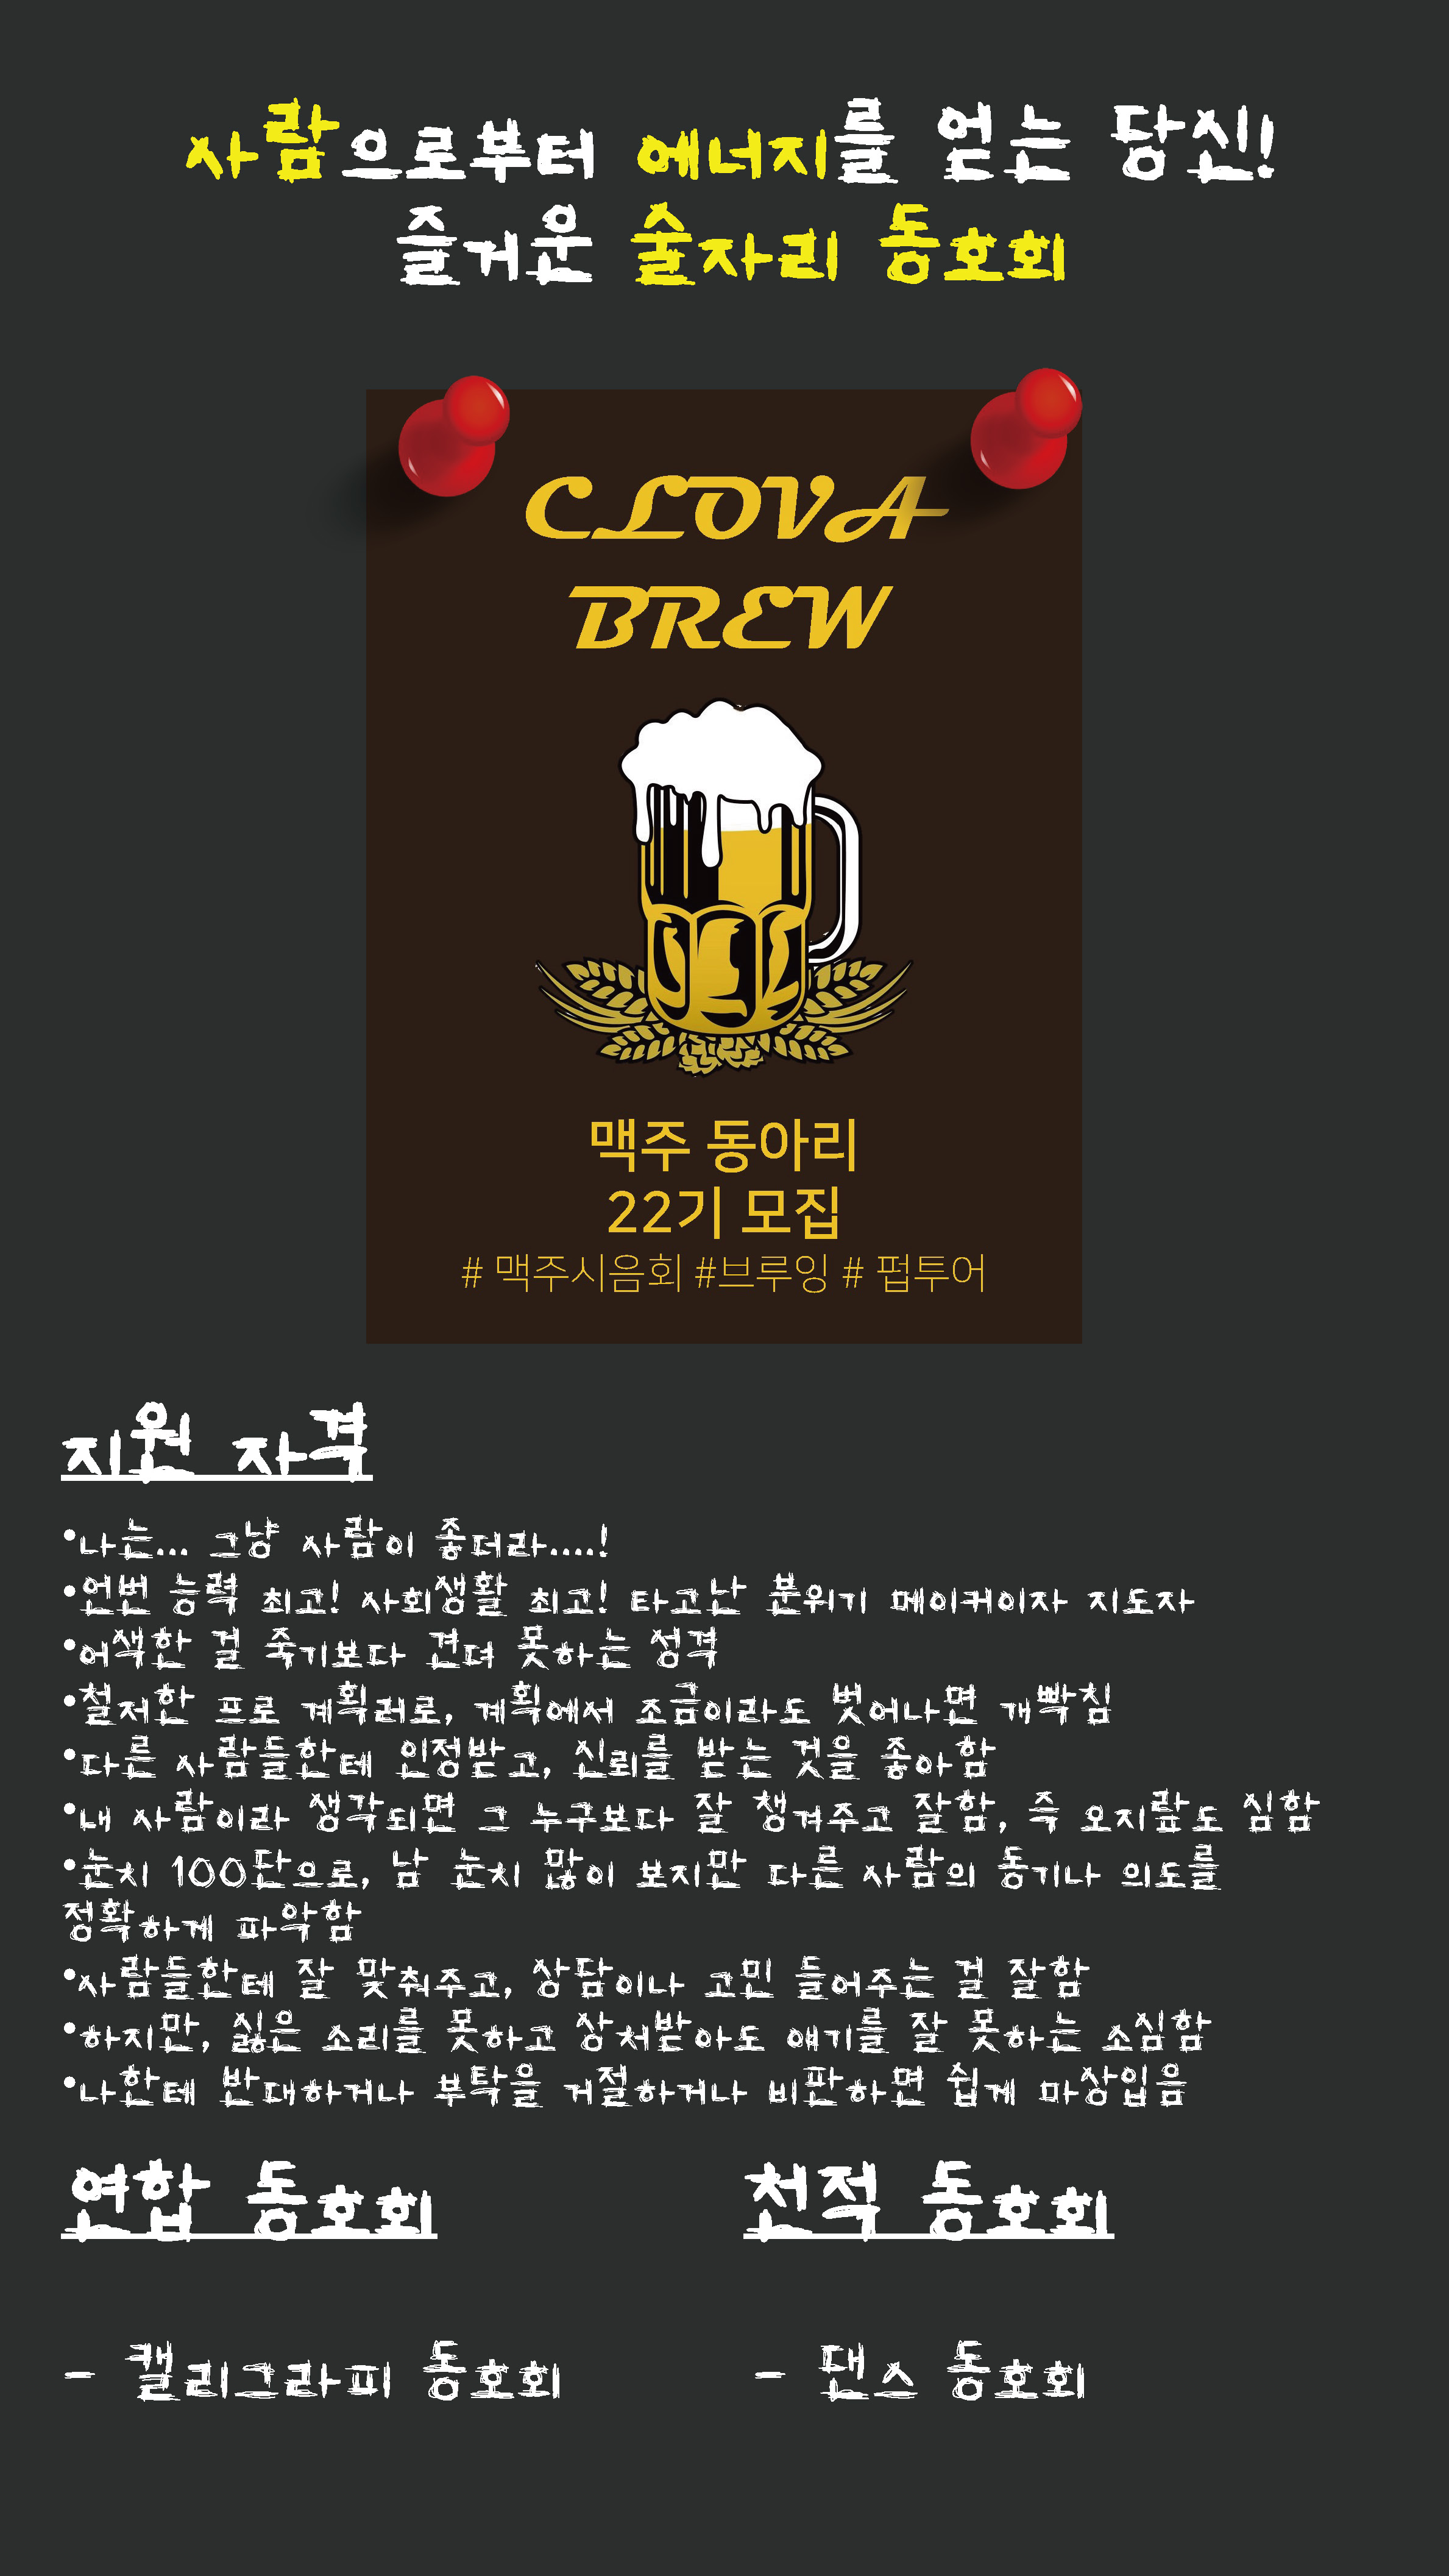 사람으로부터 에너지를 얻는 당신!
즐거운 술자리 동호회
CLOVA
BREW
맥주 동아리
22기 모집
# 맥주시음회 #브루잉 # 펍투어
지원 자격
•나는... 그냥 사람이 좋더라....!
•언변 능력 최고! 사회생활 최고! 타고난 분위기 메이커이자 지도자
•어색한 걸 죽기보다 견뎌 못하는 성격
•철저한 프로 계획러로, 계획에서 조금이라도 벗어나면 개빡침
•다른 사람들한테 인정받고, 신뢰를 받는 것을 좋아함
•내 사람이라 생각되면 그 누구보다 잘 챙겨주고 잘함, 즉 오지랖도 심함
•눈치 100단으로, 남 눈치 많이 보지만 다른 사람의 동기나 의도를
정확하게 파악함
•사람들한테 잘 맞춰주고, 상담이나 고민 들어주는 걸 잘함
•하지만, 싫은 소리를 못하고 상처받아도 얘기를 잘 못하는 소심함
•나한테 반대하거나 부탁을 거절하거나 비판하면 쉽게 마상입음
연합 동호회
천적 동호회
- 캘리그라피 동호회
- 댄스 동호회